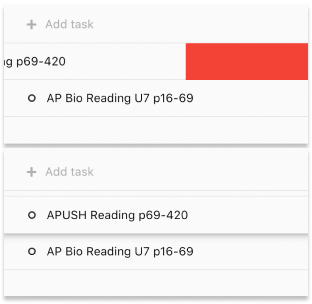 Add task
ng p69-420
AP Bio Reading U7 p16-69
Add task
APUSH Reading p69-420
AP Bio Reading U7 p16-69